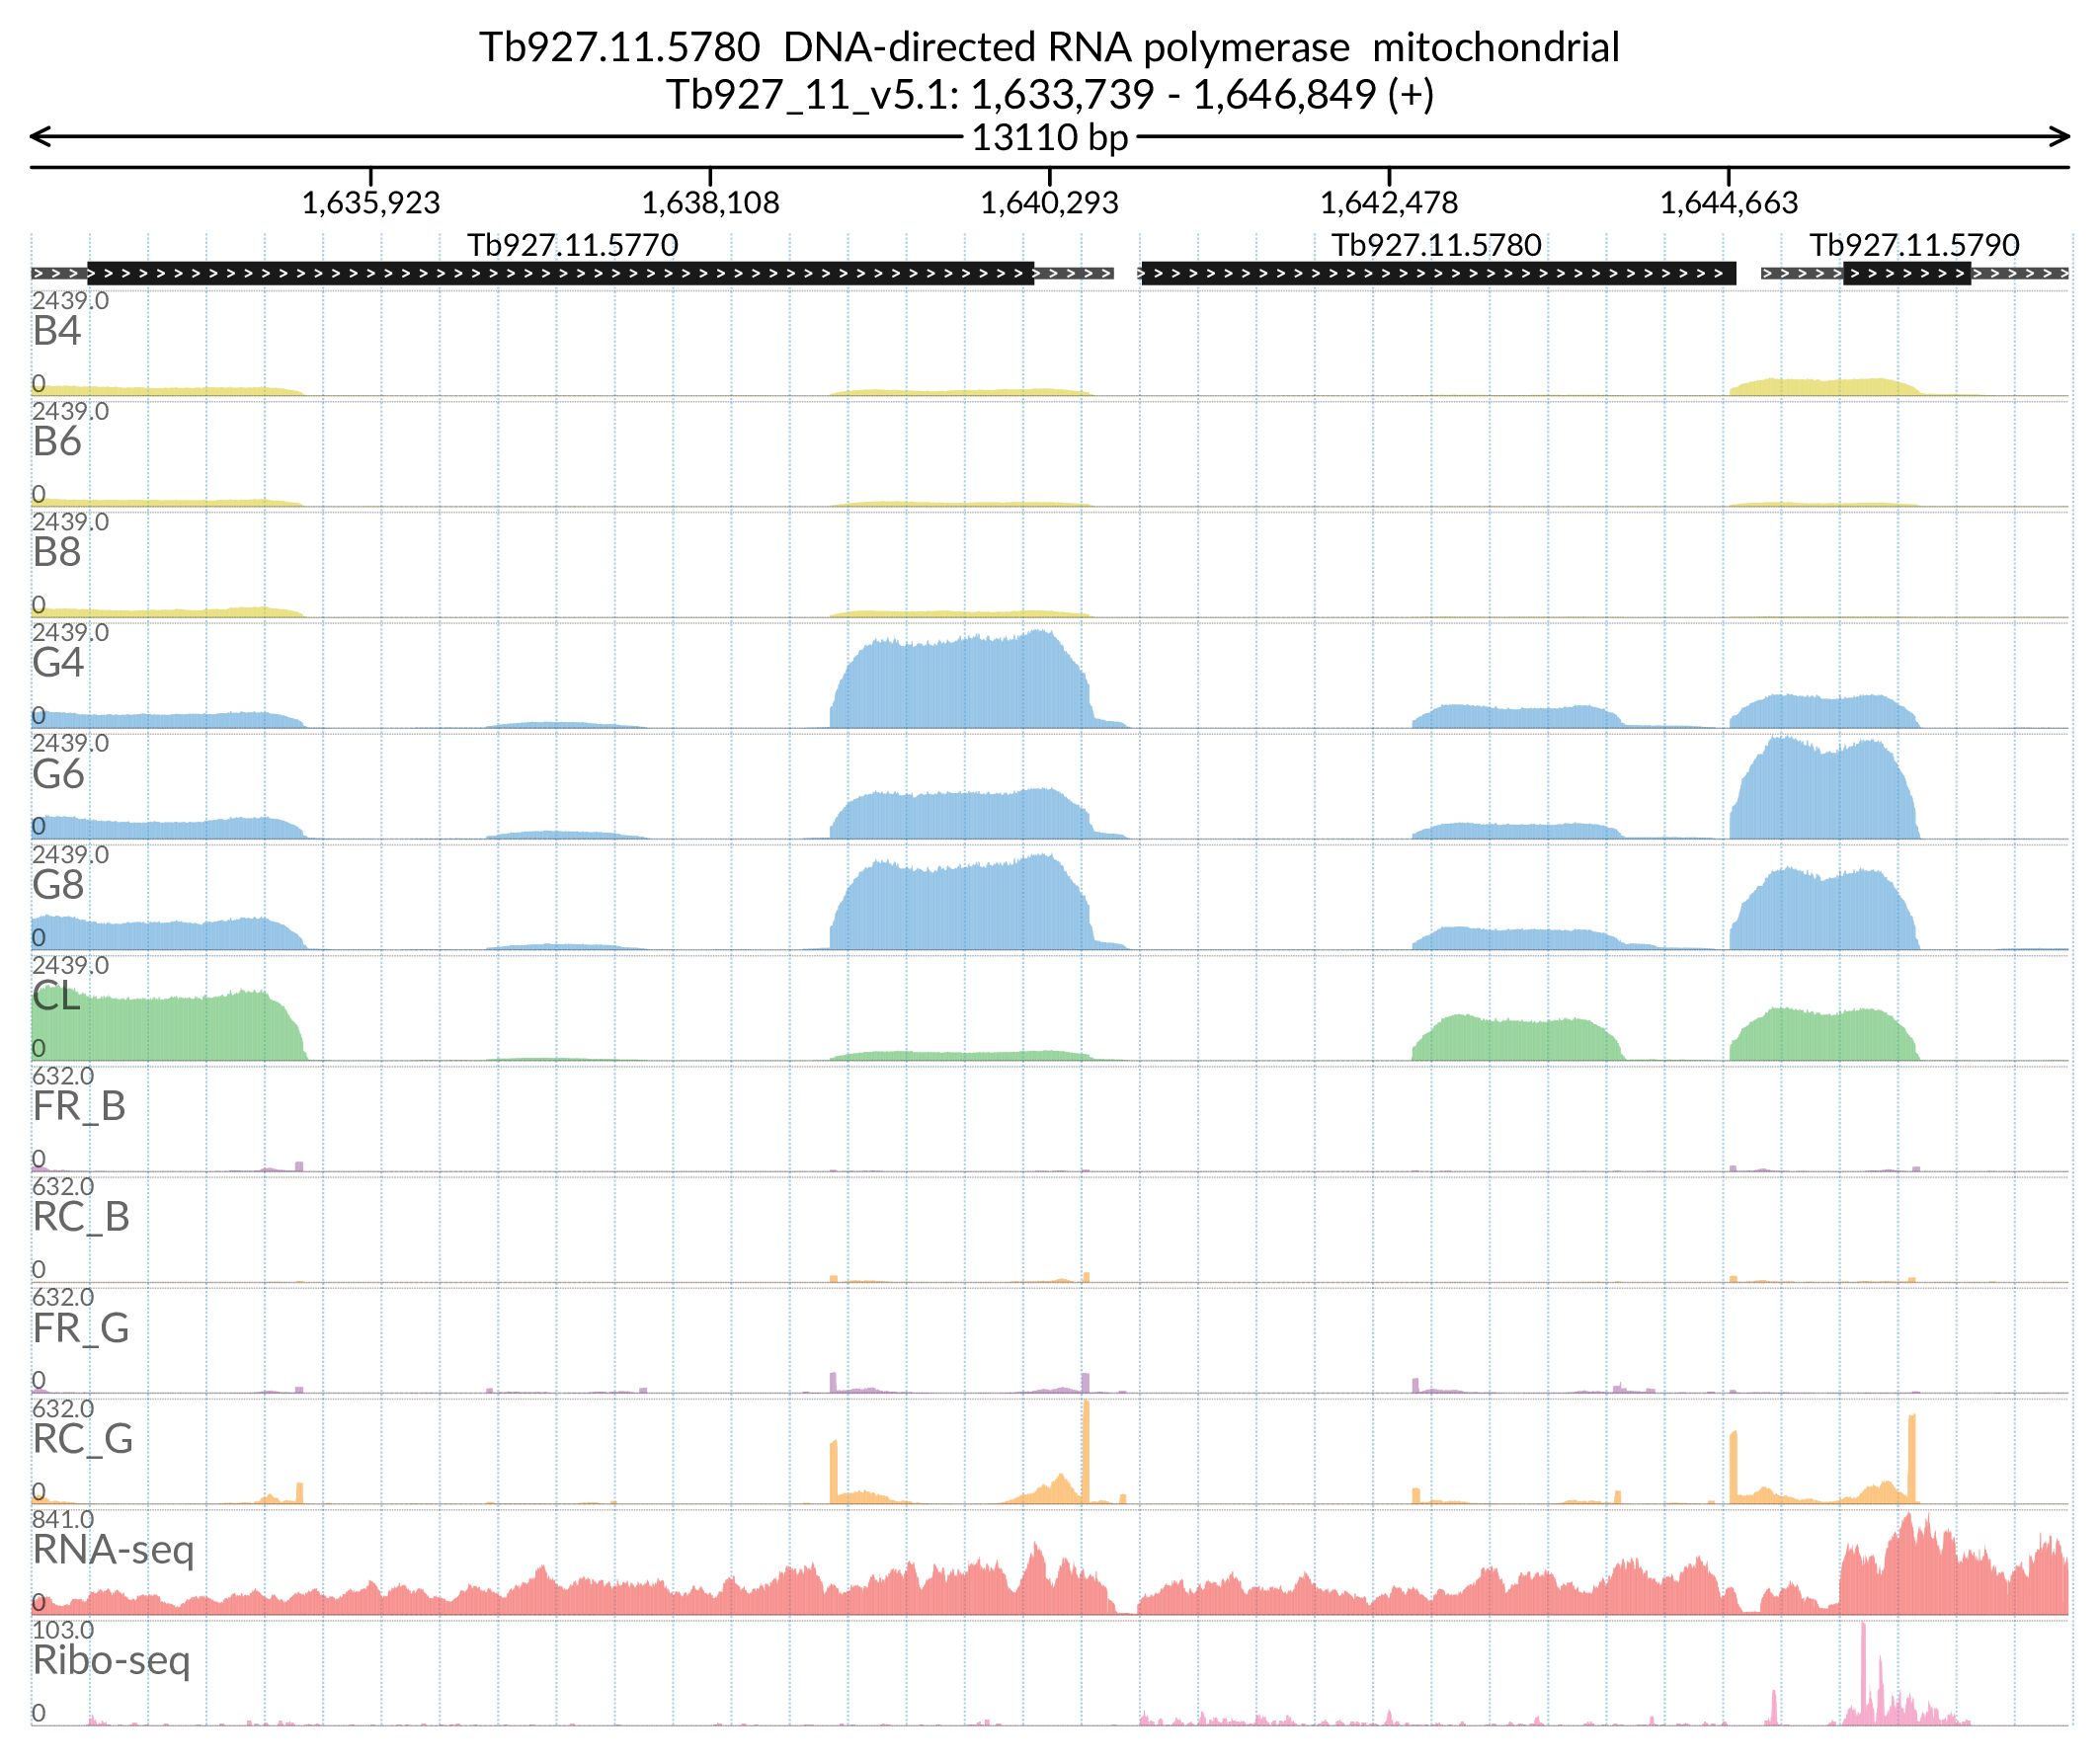 Tb927.11.5780 DNA-directed RNA polymerase mitochondrial
Tb927_11_v5.1: 1,633,739 - 1,646,849 (+)
13110 bp
1,635,923 1,638,108 1,640,293 1,642,478 1,644,663
Tb927.11.5770 Tb927.11.5780 Tb927.11.5790
2439.0
B4
0
2439.0
B6
0
2439.0
B8
0
2439.0
G4
0
2439.0
G6
0
2439.0
G8
0
2439.0
CL
0
632.0
FR_B
0
632.0
RC_B
0
632.0
FR_G
0
632.0
RC_G
0
841.0
RNA-seq
0
103.0
Ribo-seq
0